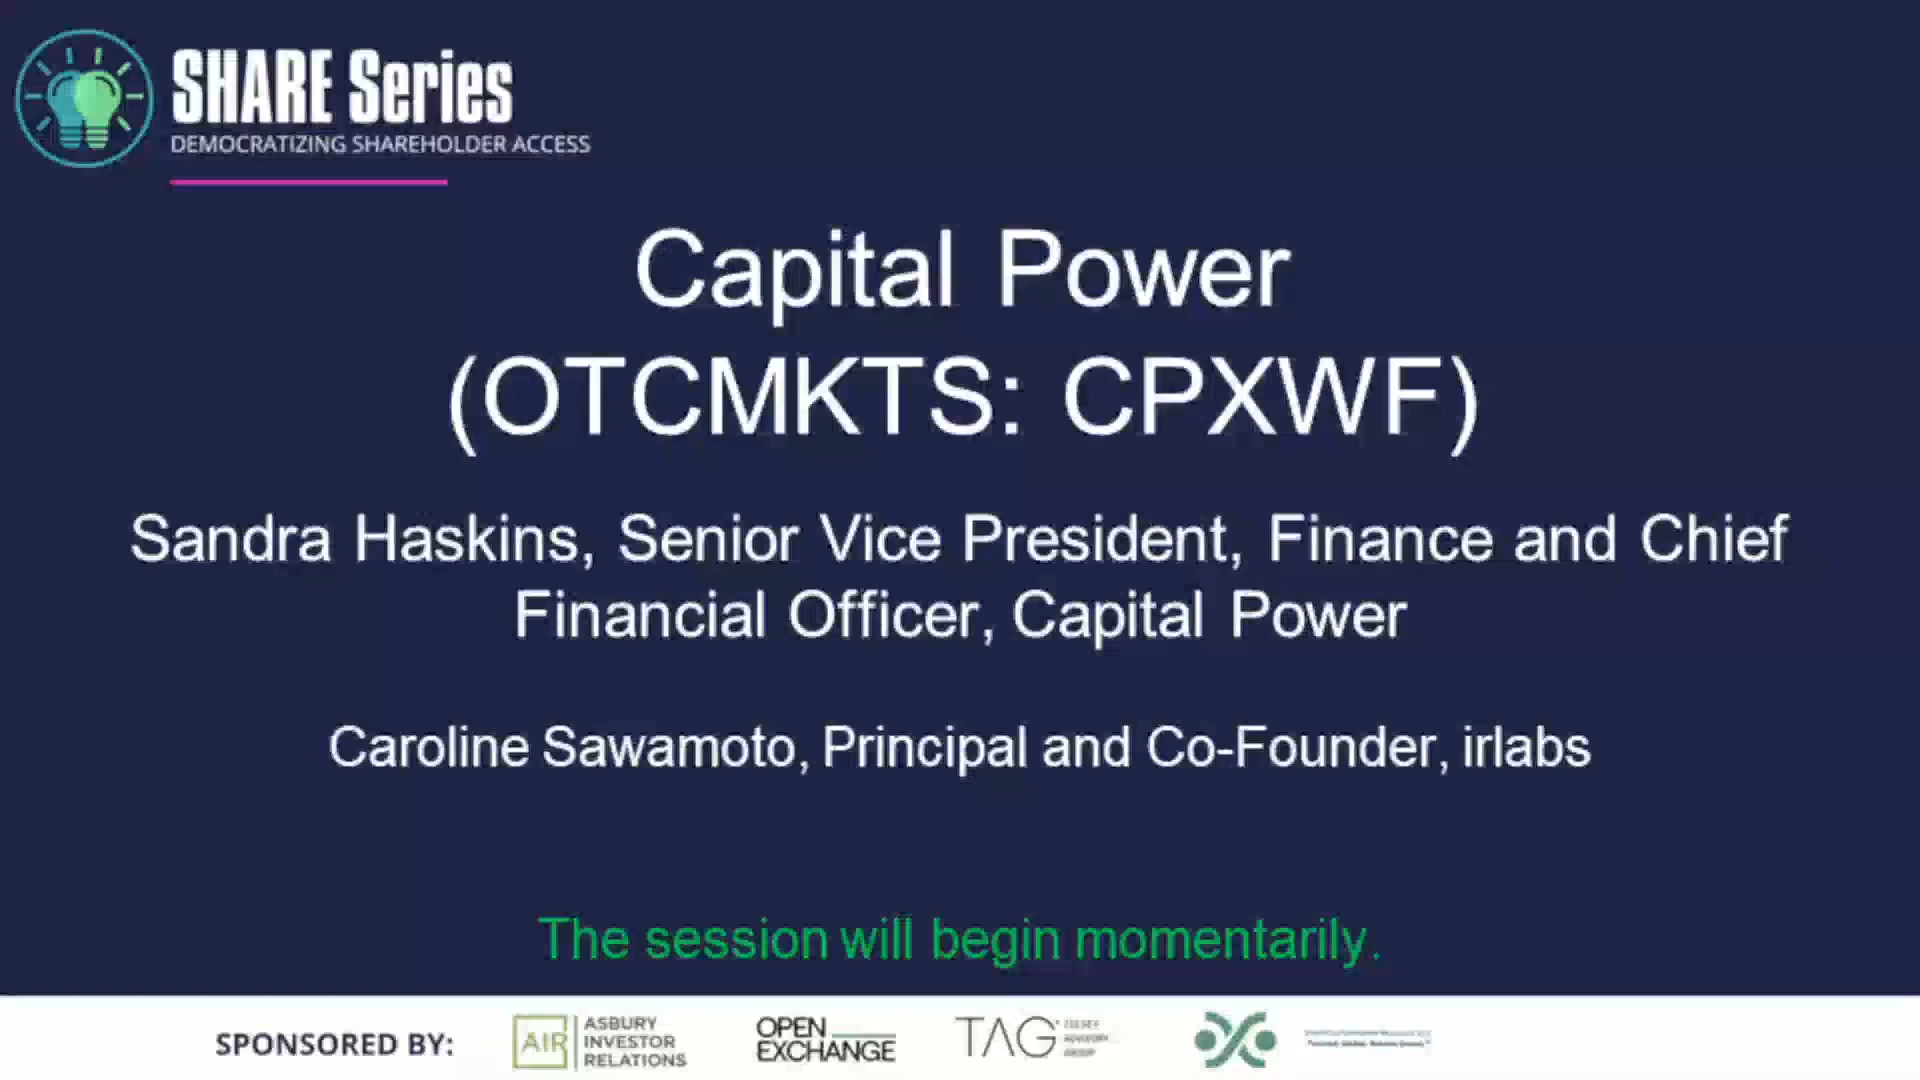 SHARE Series
DEMOCRATIZING SHAREHOLDER ACCESS
Capital Power
(OTCMKTS: CPXWF)
Sandra Haskins, Senior Vice President, Finance and Chief
Financial Officer, Capital Power
Caroline Sawamoto, Principal and Co-Founder, irlabs
The session will begin momentarily.
SPONSORED BY:
AIR
ASBURY
INVESTOR
RELATIONS
OPEN
EXCHANGE
TAG
ADVISORY
GROUP